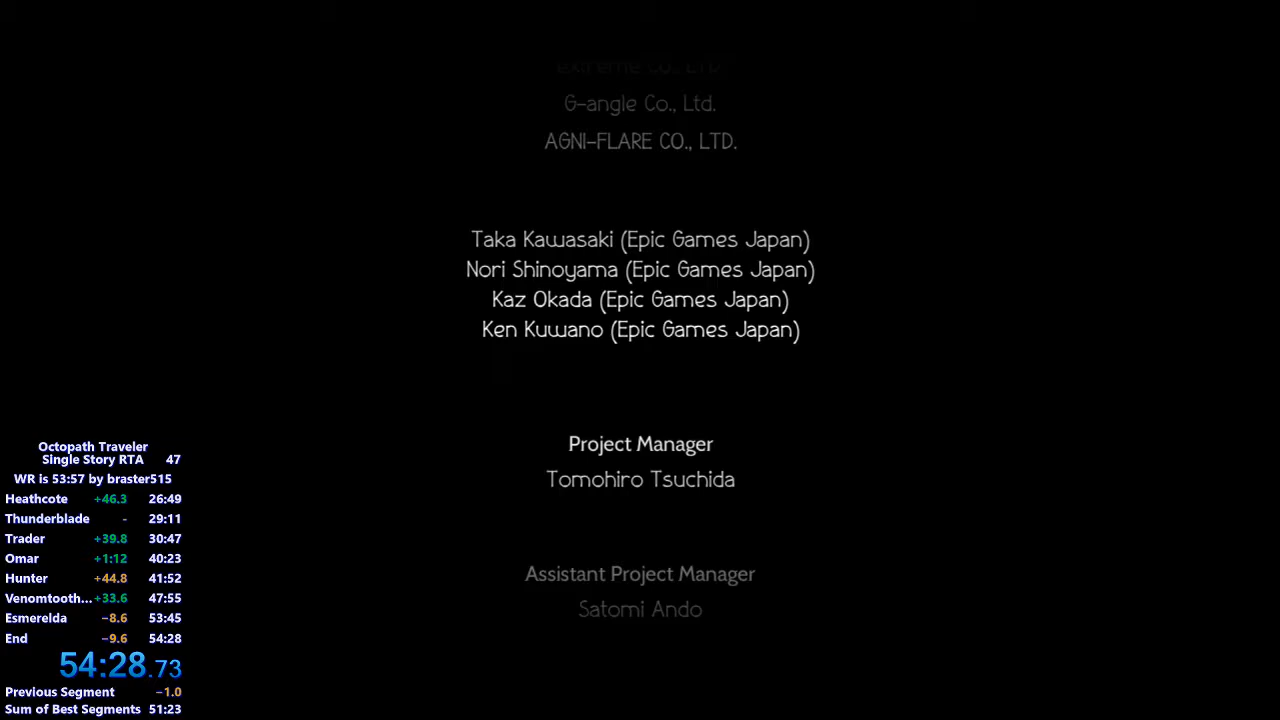 extreme Co., LTD.
G-angle Co., Ltd.
AGNI-FLARE CO., LTD.
Taka Kawasaki (Epic Games Japan)
Nori Shinoyama (Epic Games Japan)
Kaz Okada (Epic Games Japan)
Ken Kuwano (Epic Games Japan)
Project Manager
Tomohiro Tsuchida
Assistant Project Manager
Satomi Ando
Octopath Traveler
Single Story RTA 47
WR is 53:57 by braster515
Heathcote +46.3 26:49
Thunderblade - 29:11
Trader +39.8 30:47
Omar +1:12 40:23
Hunter +44.8 41:52
Venomtooth... +33.6 47:55
Esmerelda −8.6 53:45
End −9.6 54:28
54:28.73
Previous Segment −1.0
Sum of Best Segments 51:23